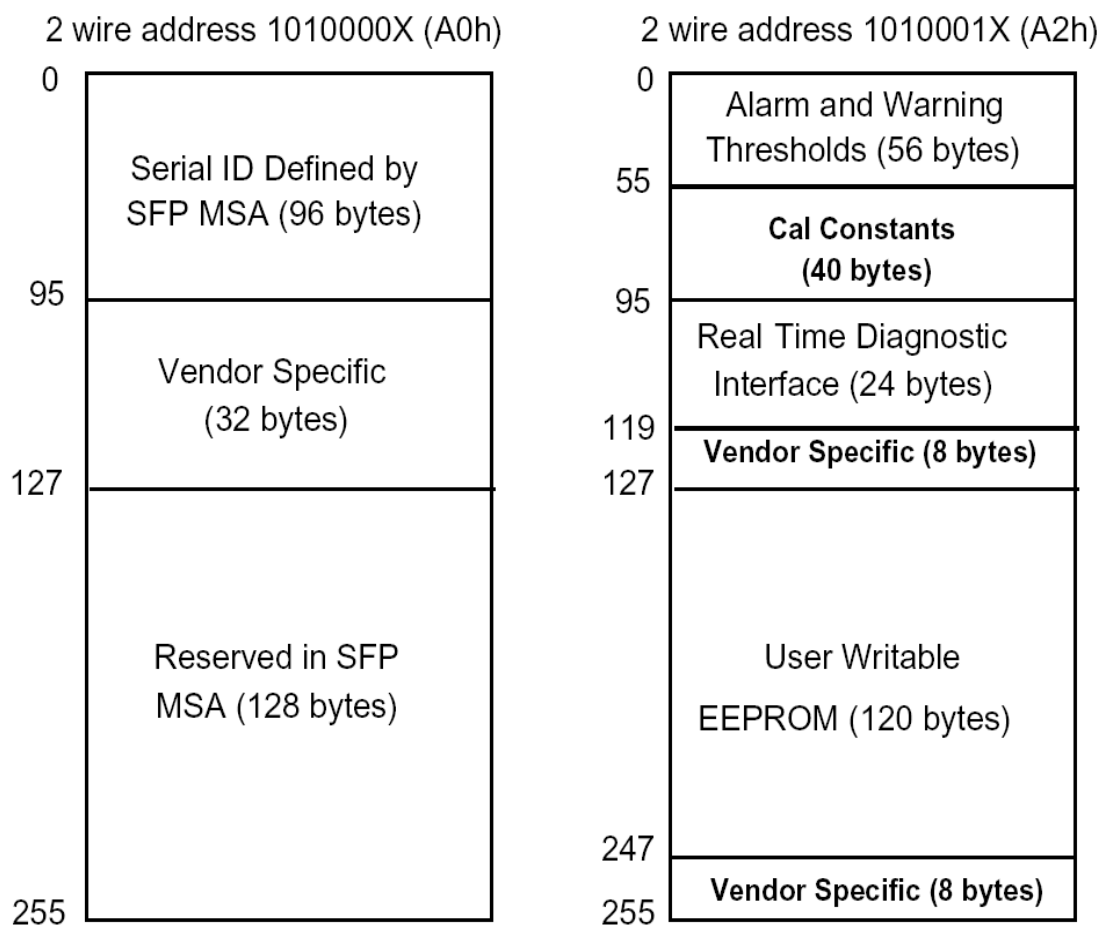 2 wire address 1010000X (A0h)
0
Serial ID Defined by
SFP MSA (96 bytes)
95
Vendor Specific
(32 bytes)
127
Reserved in SFP
MSA (128 bytes)
255
2 wire address 1010001X (A2h)
0
Alarm and Warning
Thresholds (56 bytes)
55
Cal Constants
(40 bytes)
95
Real Time Diagnostic
Interface (24 bytes)
119
Vendor Specific (8 bytes)
127
User Writable
EEPROM (120 bytes)
247
Vendor Specific (8 bytes)
255